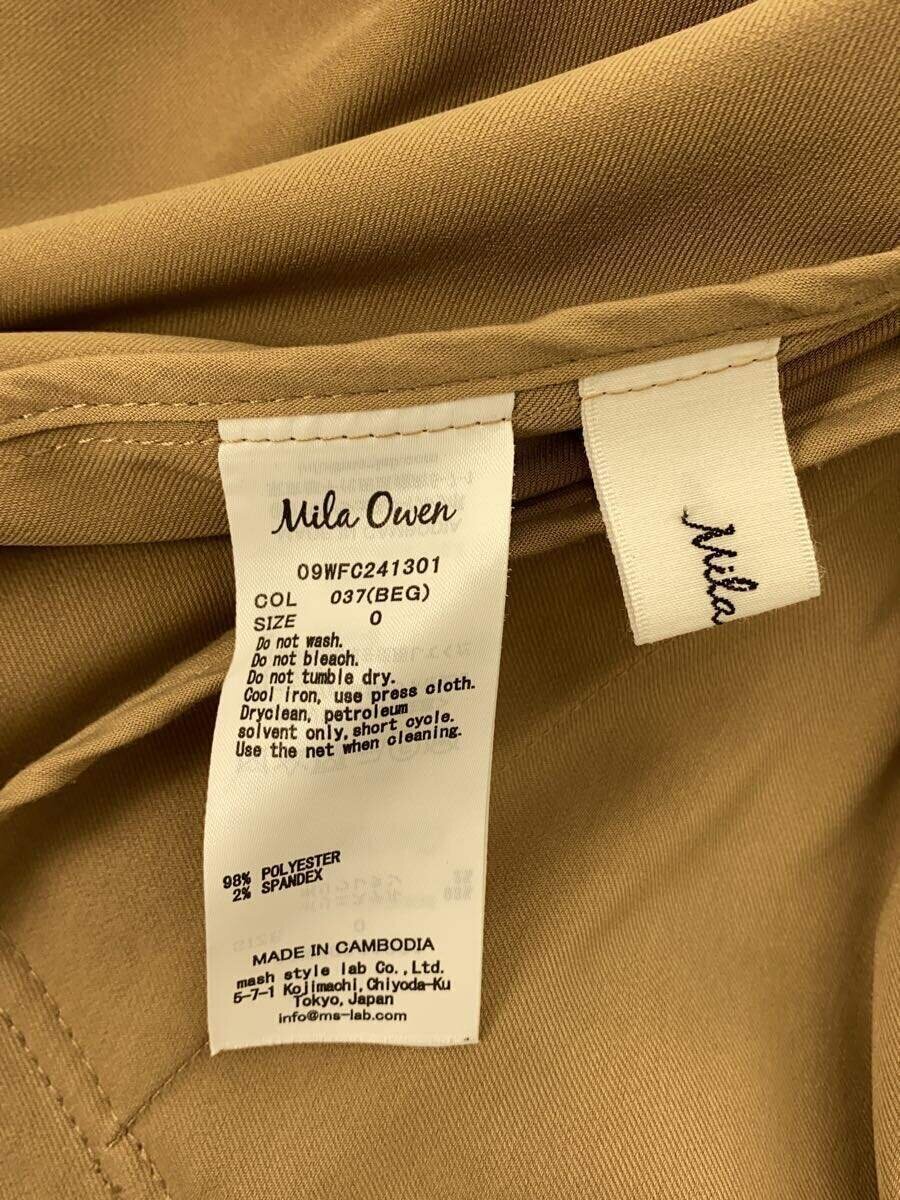 Mila Owen
09WFC241301
COL 037(BEG)
SIZE 0
Do not wash.
Do not bleach.
Do not tumble dry.
Cool iron, use press cloth.
Dryclean, petroleum
solvent only, short cycle.
Use the net when cleaning.
98% POLYESTER
2% SPANDEX
MADE IN CAMBODIA
mash style lab Co.,Ltd.
5-7-1 Kojimachi,Chiyoda-Ku
Tokyo,Japan
info@ms-lab.com
Mila